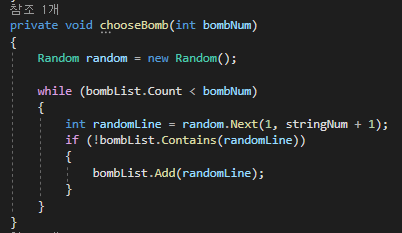 참조 1개
private void chooseBomb(int bombNum)
{
    Random random = new Random();

    while (bombList.Count < bombNum)
    {
        int randomLine = random.Next(1, stringNum + 1);
        if (!bombList.Contains(randomLine))
        {
            bombList.Add(randomLine);
        }
    }
}